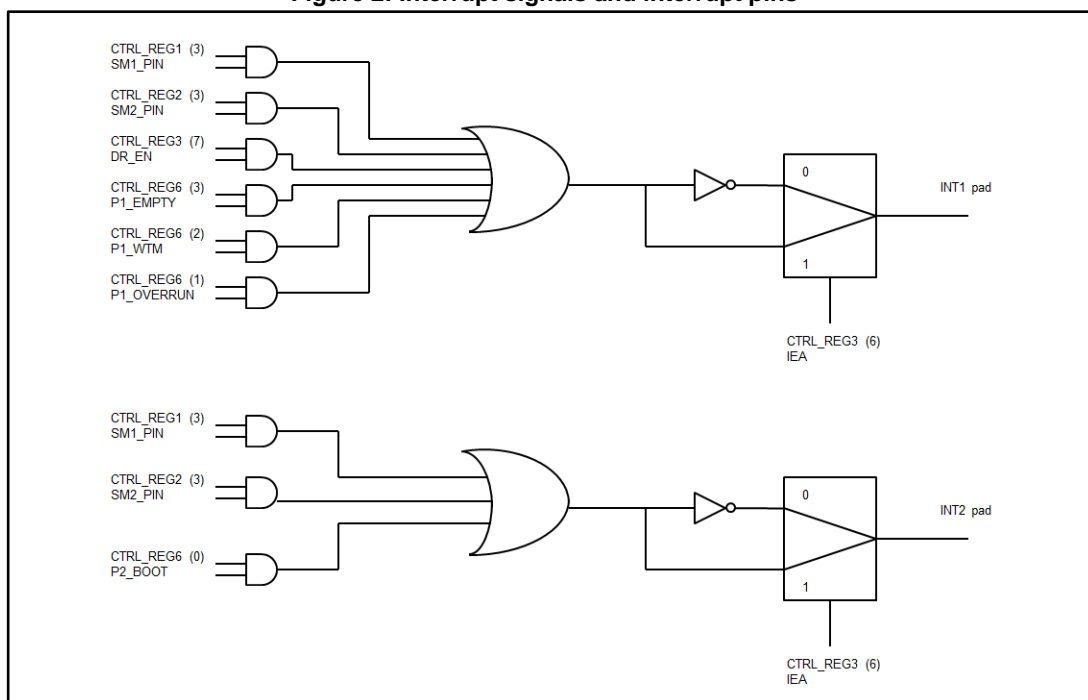 Figure 2. Interrupt signals and interrupt pins
CTRL_REG1 (3)
SM1_PIN
CTRL_REG2 (3)
SM2_PIN
CTRL_REG3 (7)
DR_EN
CTRL_REG6 (3)
P1_EMPTY
CTRL_REG6 (2)
P1_WTM
CTRL_REG6 (1)
P1_OVERRUN
0
1
INT1 pad
CTRL_REG3 (6)
IEA
CTRL_REG1 (3)
SM1_PIN
CTRL_REG2 (3)
SM2_PIN
CTRL_REG6 (0)
P2_BOOT
0
1
INT2 pad
CTRL_REG3 (6)
IEA